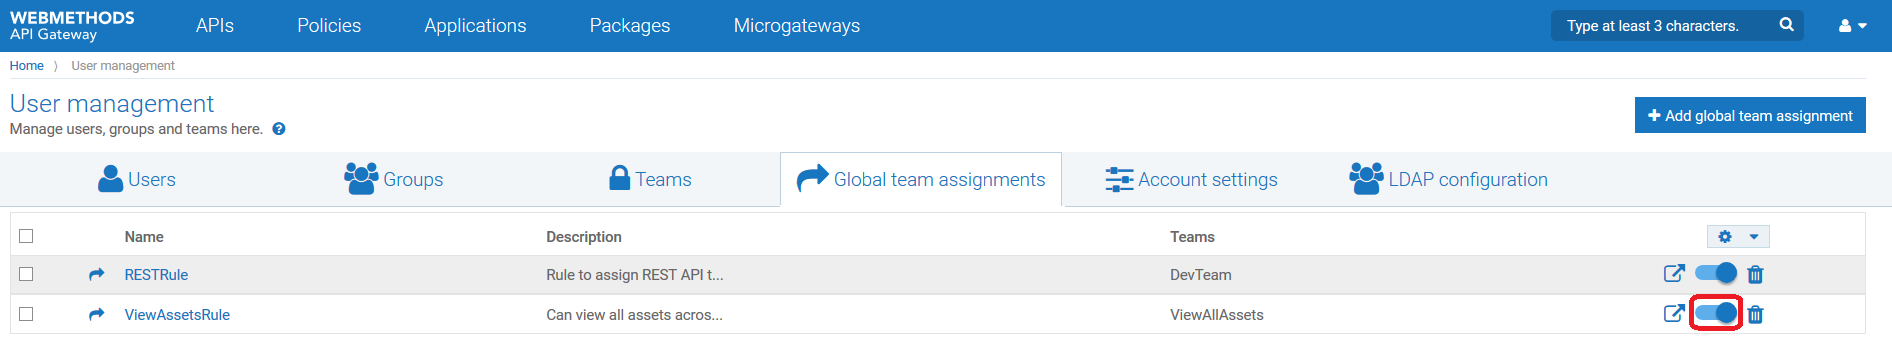 WEBMETHODS
API Gateway
APIs Policies Applications Packages Microgateways
Type at least 3 characters.
Home 〉 User management
User management
Manage users, groups and teams here.
Add global team assignment
Users Groups Teams Global team assignments Account settings LDAP configuration
Name Description Teams
RESTRule Rule to assign REST API t... DevTeam
ViewAssetsRule Can view all assets acros... ViewAllAssets